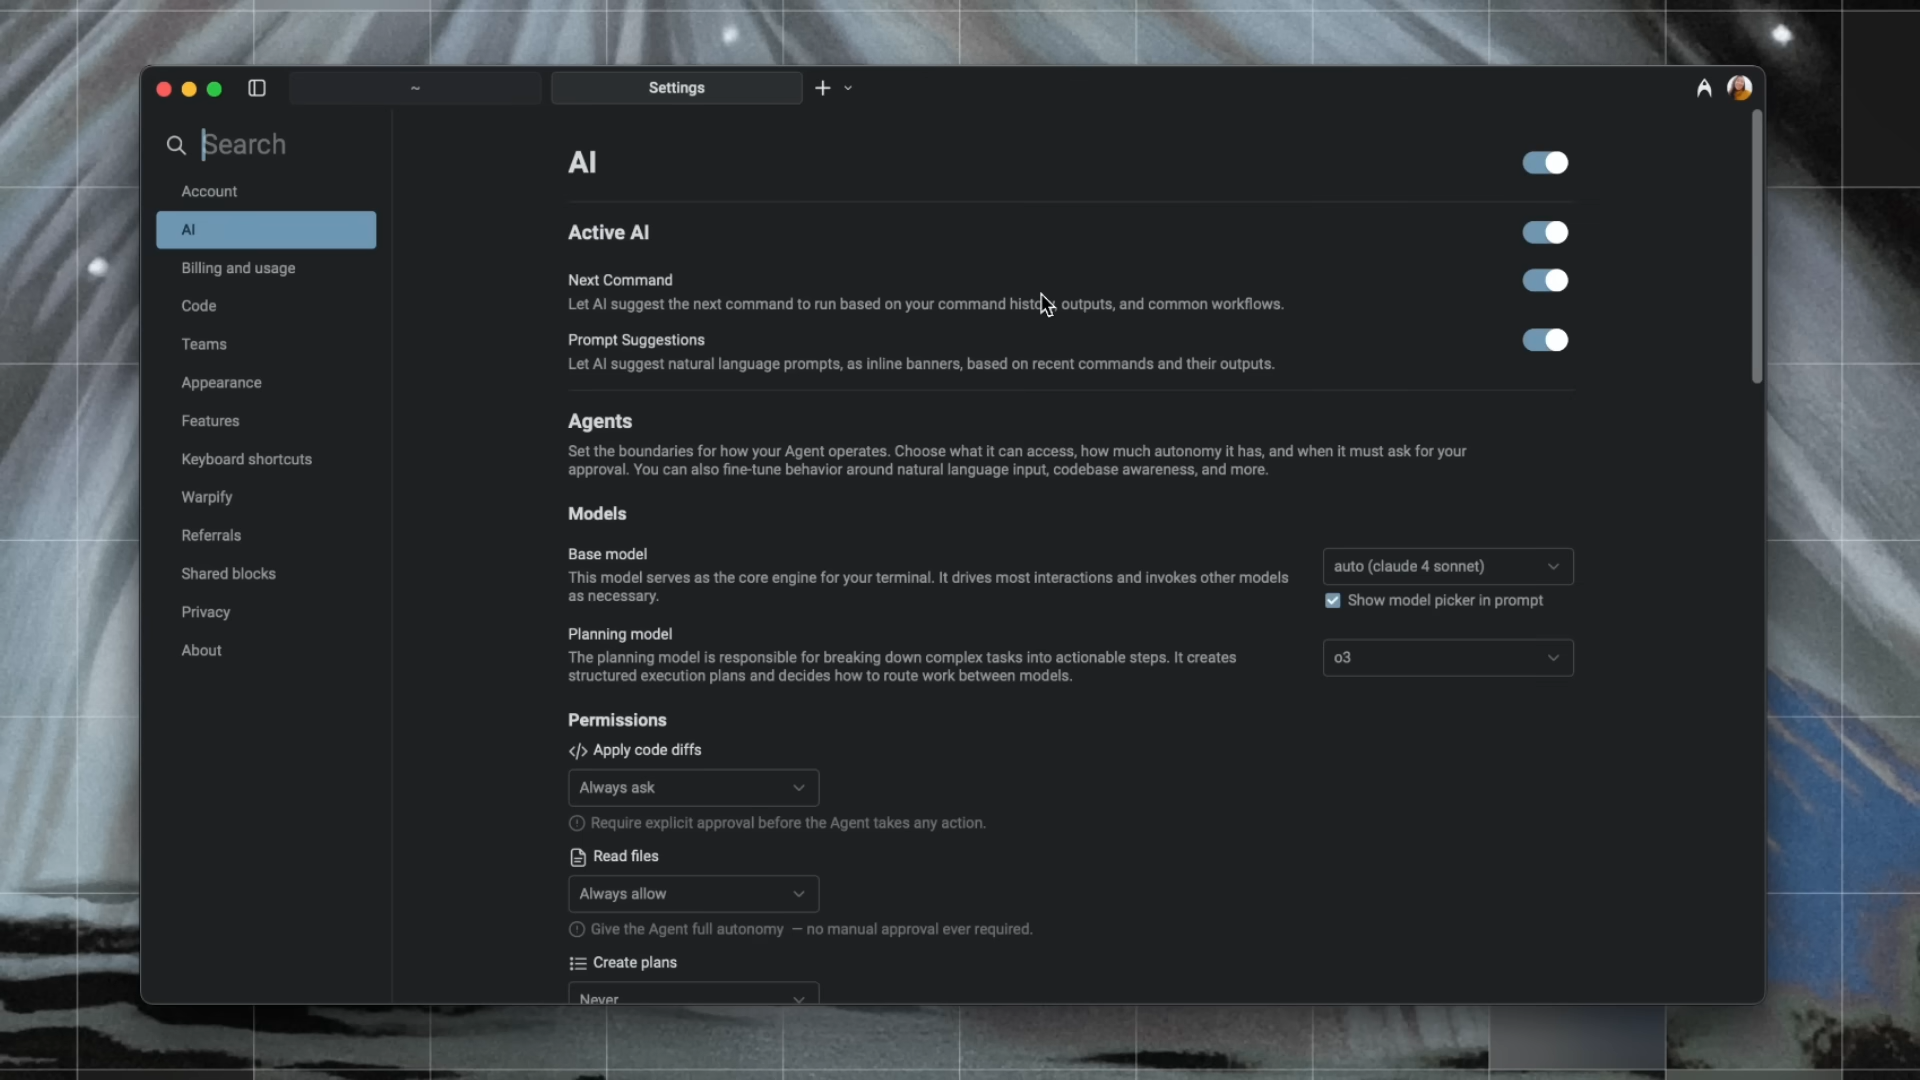 ~
Settings
Search
Account
AI
Billing and usage
Code
Teams
Appearance
Features
Keyboard shortcuts
Warpify
Referrals
Shared blocks
Privacy
About
AI
Active AI
Next Command
Let AI suggest the next command to run based on your command history, outputs, and common workflows.
Prompt Suggestions
Let AI suggest natural language prompts, as inline banners, based on recent commands and their outputs.
Agents
Set the boundaries for how your Agent operates. Choose what it can access, how much autonomy it has, and when it must ask for your
approval. You can also fine-tune behavior around natural language input, codebase awareness, and more.
Models
Base model
This model serves as the core engine for your terminal. It drives most interactions and invokes other models
as necessary.
auto (claude 4 sonnet)
Show model picker in prompt
Planning model
The planning model is responsible for breaking down complex tasks into actionable steps. It creates
structured execution plans and decides how to route work between models.
o3
Permissions
Apply code diffs
Always ask
Require explicit approval before the Agent takes any action.
Read files
Always allow
Give the Agent full autonomy — no manual approval ever required.
Create plans
Never